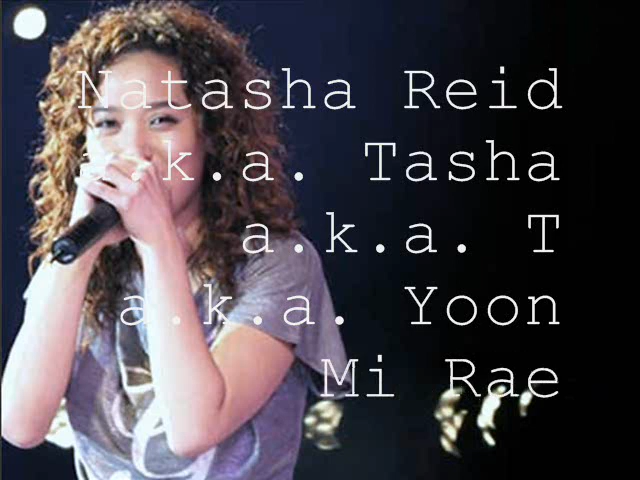 Natasha Reid
a.k.a. Tasha
a.k.a. T
a.k.a. Yoon
Mi Rae